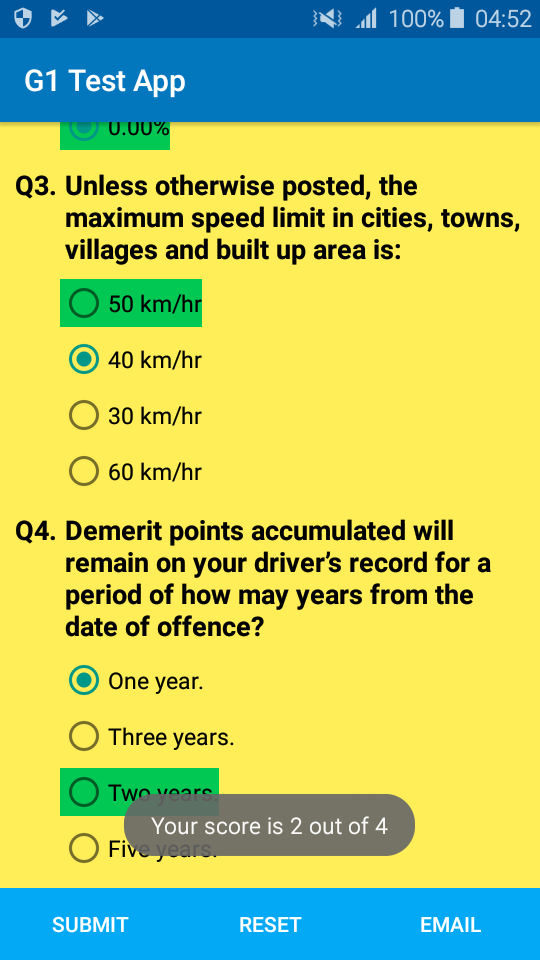 100% 04:52
G1 Test App
0.00%
Q3. Unless otherwise posted, the
maximum speed limit in cities, towns,
villages and built up area is:
50 km/hr
40 km/hr
30 km/hr
60 km/hr
Q4. Demerit points accumulated will
remain on your driver's record for a
period of how may years from the
date of offence?
One year.
Three years.
Two years.
Your score is 2 out of 4
Five years.
SUBMIT RESET EMAIL